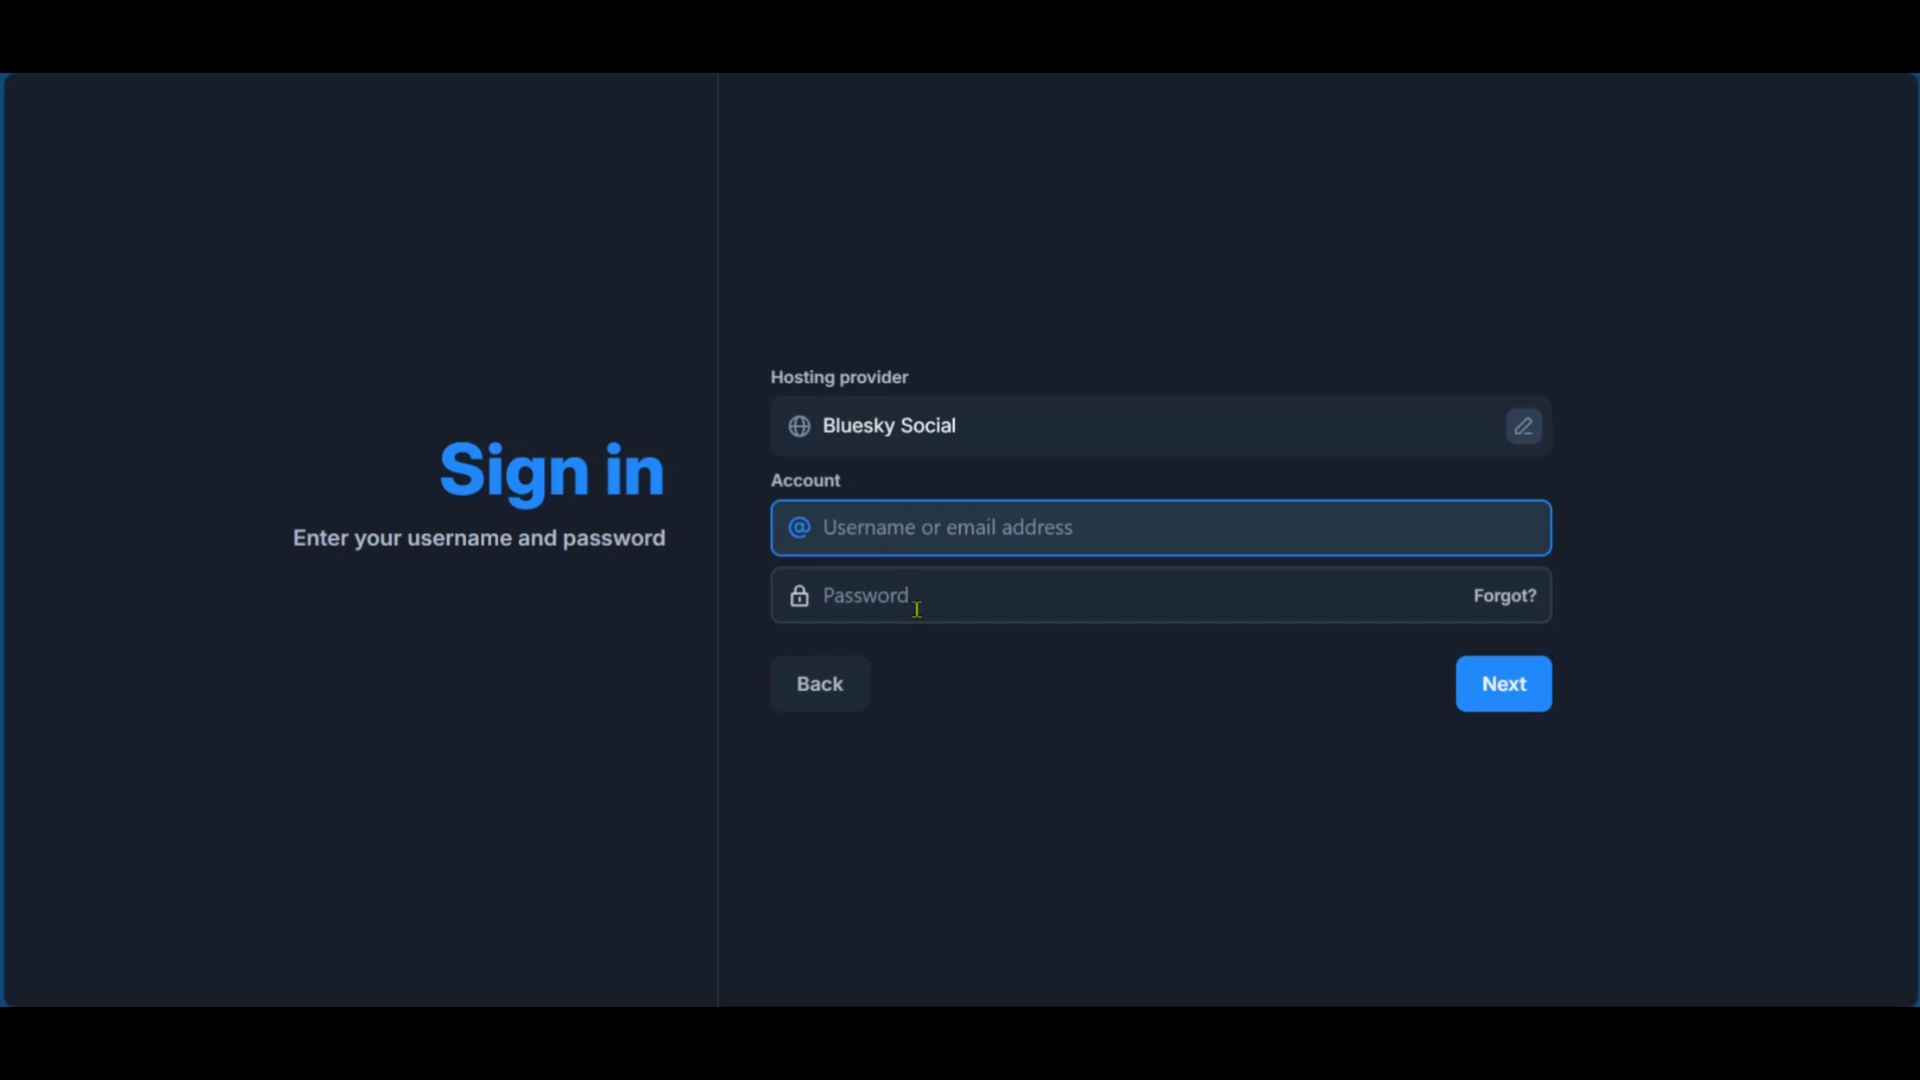 Sign in
Enter your username and password
Hosting provider
Bluesky Social
Account
@ Username or email address
Password
Forgot?
Back
Next